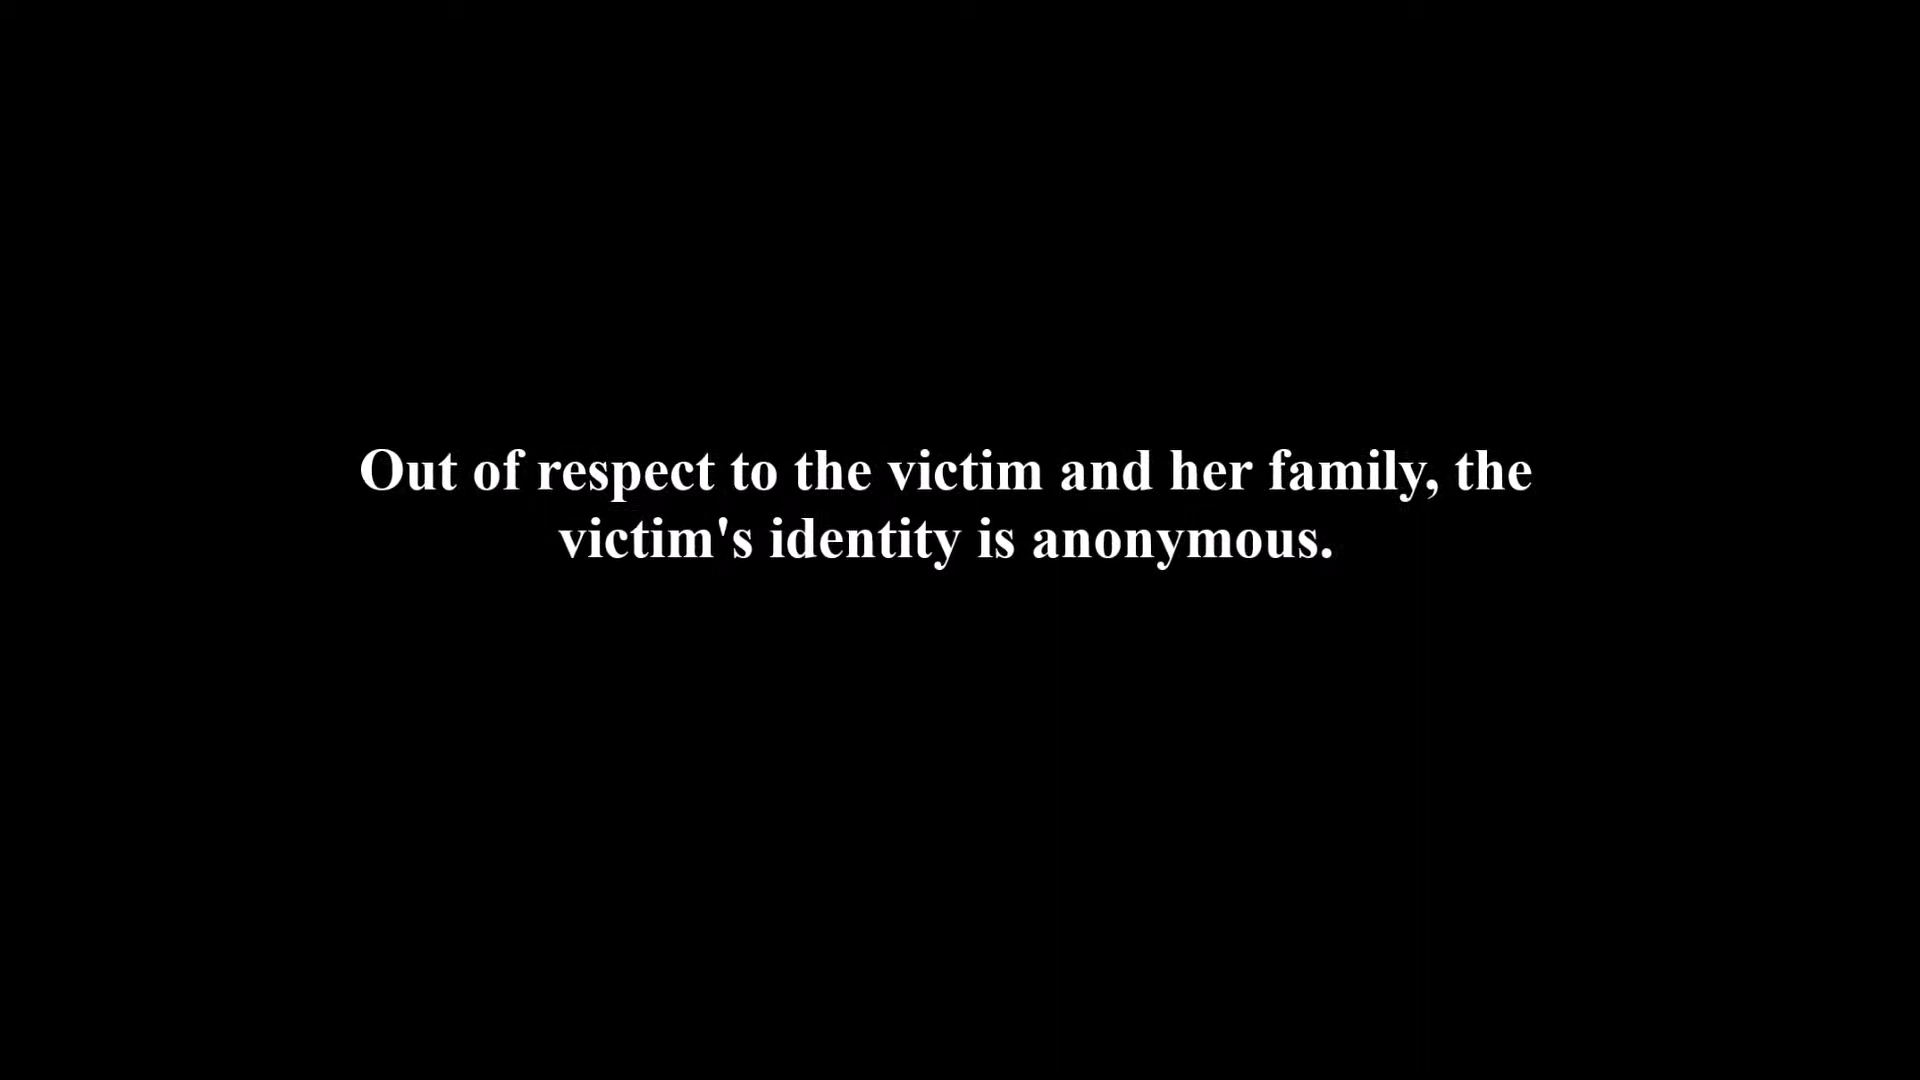 Out of respect to the victim and her family, the
victim's identity is anonymous.